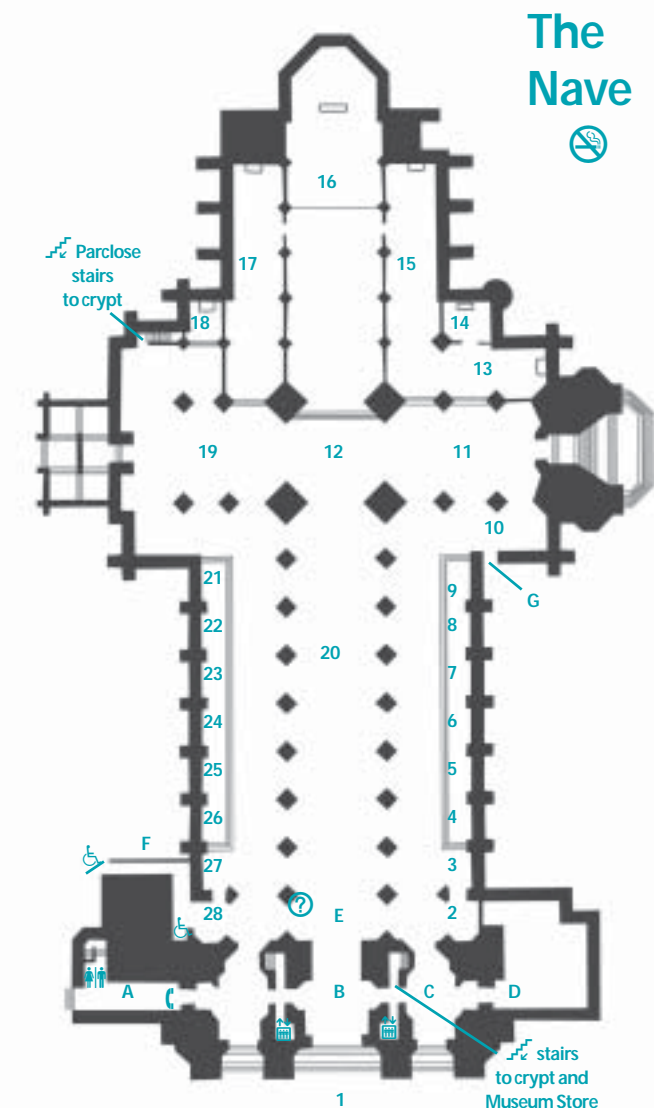 The
Nave
16
17
15
Parclose
stairs
to crypt
18
14
13
19
12
11
10
21
9
G
22
8
20
23
7
24
6
25
5
26
4
F
27
3
?
28
E
2
A
B
C
D
stairs
to crypt and
Museum Store
1